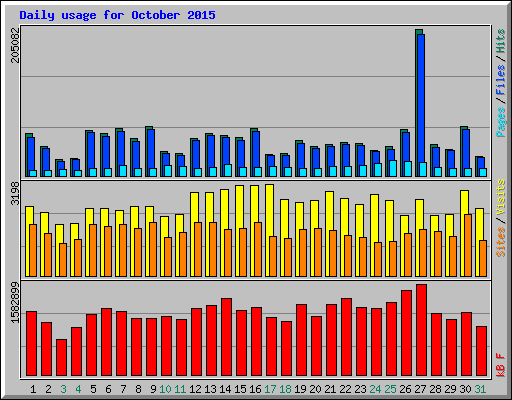 Daily usage for October 2015
205082
Pages / Files / Hits
3198
Sites / Visits
1582899
kB F
1 2 3 4 5 6 7 8 9 10 11 12 13 14 15 16 17 18 19 20 21 22 23 24 25 26 27 28 29 30 31